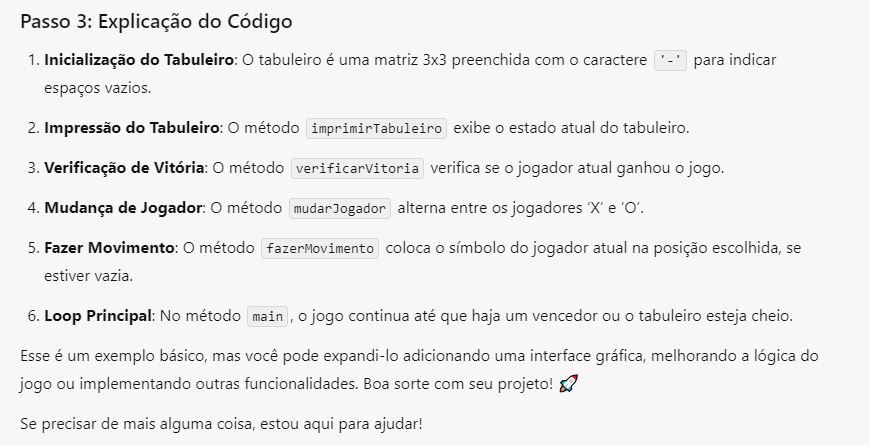 Passo 3: Explicação do Código
1. Inicialização do Tabuleiro: O tabuleiro é uma matriz 3x3 preenchida com o caractere '-' para indicar
espaços vazios.
2. Impressão do Tabuleiro: O método imprimirTabuleiro exibe o estado atual do tabuleiro.
3. Verificação de Vitória: O método verificarVitoria verifica se o jogador atual ganhou o jogo.
4. Mudança de Jogador: O método mudarJogador alterna entre os jogadores ‘X’ e ‘O’.
5. Fazer Movimento: O método fazerMovimento coloca o símbolo do jogador atual na posição escolhida, se
estiver vazia.
6. Loop Principal: No método main, o jogo continua até que haja um vencedor ou o tabuleiro esteja cheio.
Esse é um exemplo básico, mas você pode expandi-lo adicionando uma interface gráfica, melhorando a lógica do
jogo ou implementando outras funcionalidades. Boa sorte com seu projeto! 🚀
Se precisar de mais alguma coisa, estou aqui para ajudar!